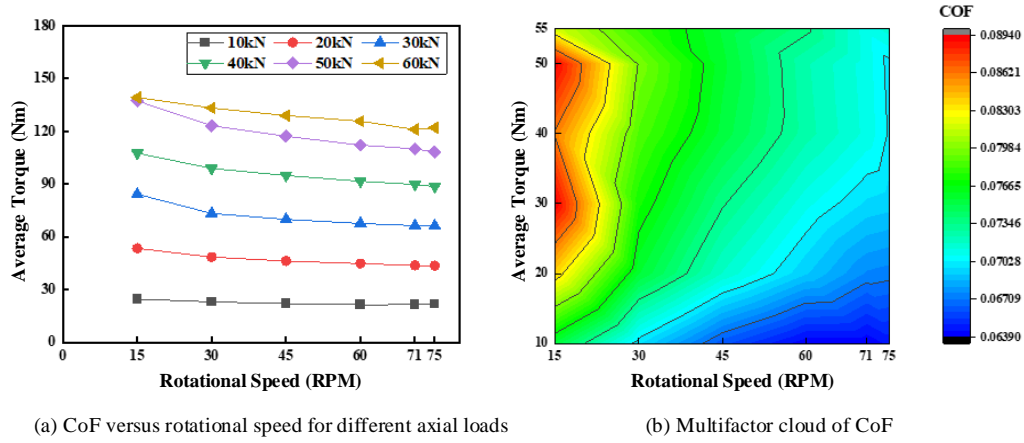 180
150
120
90
60
30
0
10kN 20kN 30kN
40kN 50kN 60kN
Average Torque (Nm)
0 15 30 45 60 71 75
Rotational Speed (RPM)
55
50
40
30
20
10
Average Torque (Nm)
15 30 45 60 71 75
Rotational Speed (RPM)
COF
0.08940
0.08621
0.08303
0.07984
0.07665
0.07346
0.07028
0.06709
0.06390
(a) CoF versus rotational speed for different axial loads
(b) Multifactor cloud of CoF